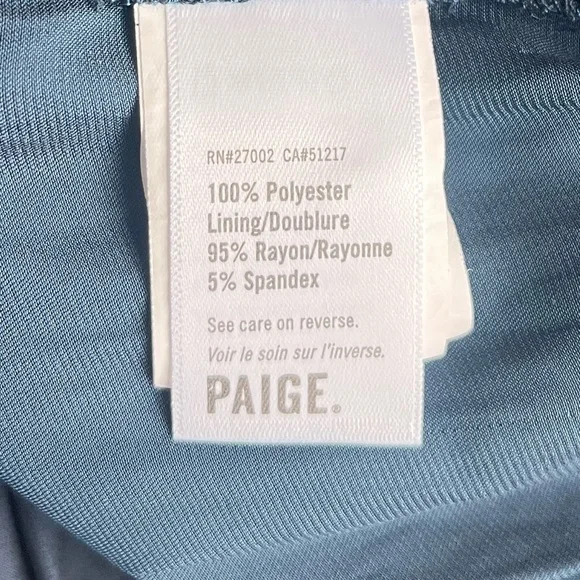 RN#27002 CA#51217
100% Polyester
Lining/Doublure
95% Rayon/Rayonne
5% Spandex
See care on reverse.
Voir le soin sur l'inverse.
PAIGE.